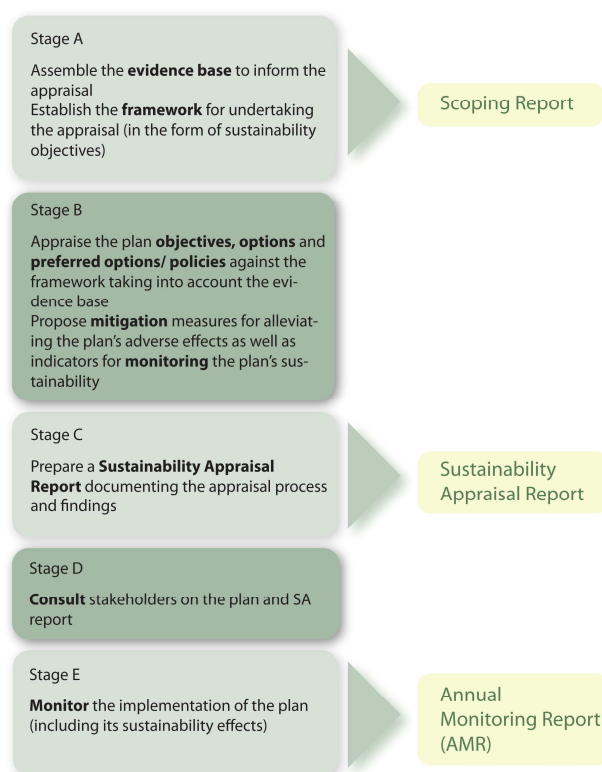 Stage A
Assemble the evidence base to inform the
appraisal
Establish the framework for undertaking
the appraisal (in the form of sustainability
objectives)
Scoping Report
Stage B
Appraise the plan objectives, options and
preferred options/ policies against the
framework taking into account the evi-
dence base
Propose mitigation measures for alleviat-
ing the plan's adverse effects as well as
indicators for monitoring the plan's sus-
tainability
Stage C
Prepare a Sustainability Appraisal
Report documenting the appraisal process
and findings
Sustainability
Appraisal Report
Stage D
Consult stakeholders on the plan and SA
report
Stage E
Monitor the implementation of the plan
(including its sustainability effects)
Annual
Monitoring Report
(AMR)